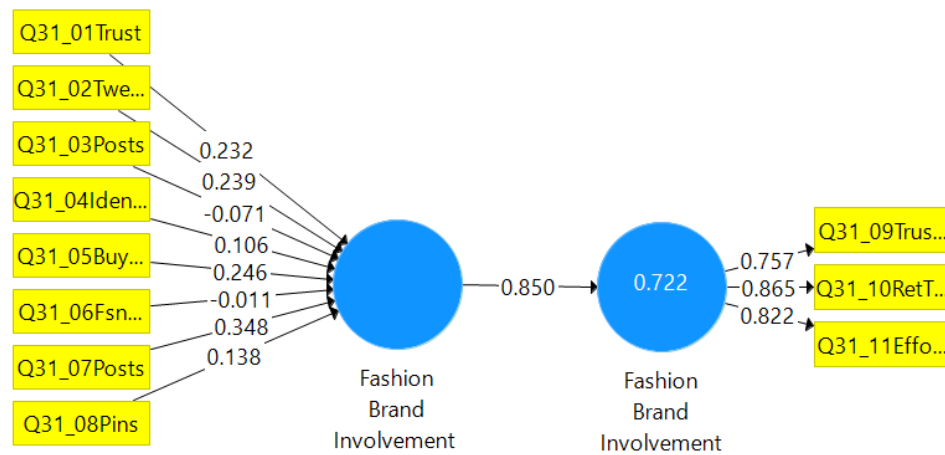 Q31_01Trust
Q31_02Twe...
Q31_03Posts
Q31_04Iden...
Q31_05Buy...
Q31_06Fsn...
Q31_07Posts
Q31_08Pins
0.232
0.239
-0.071
0.106
0.246
-0.011
0.348
0.138
Fashion
Brand
Involvement
0.850
0.722
Fashion
Brand
Involvement
0.757
0.865
0.822
Q31_09Trus...
Q31_10RetT...
Q31_11Effo...